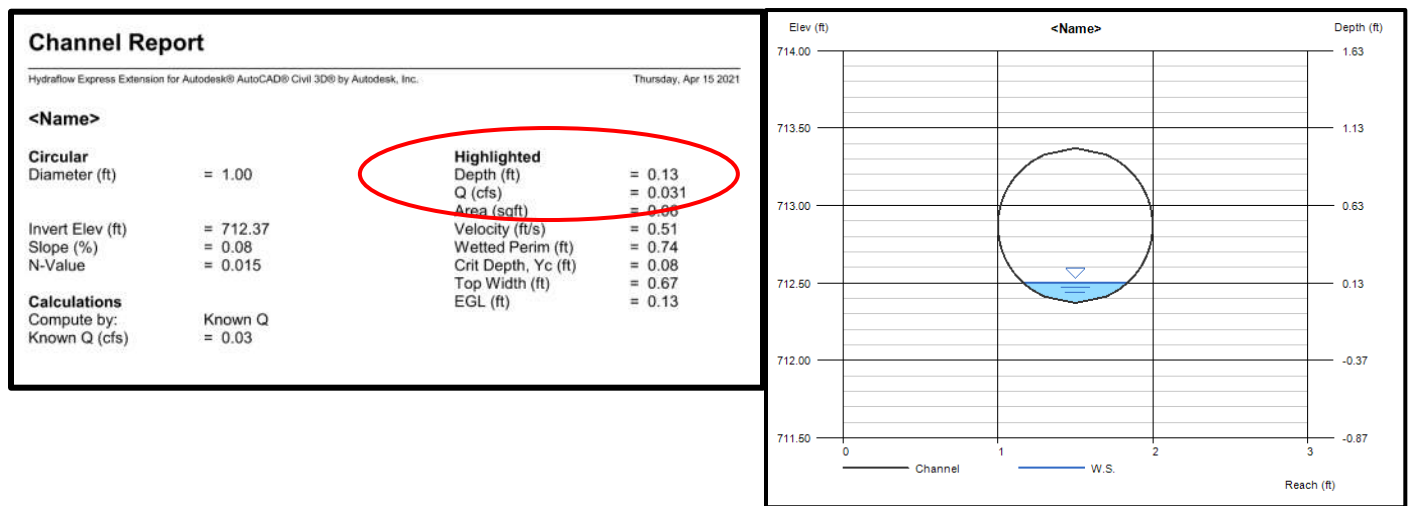 Channel Report
Hydraflow Express Extension for Autodesk® AutoCAD® Civil 3D® by Autodesk, Inc. Thursday, Apr 15 2021
<Name>
Circular
Diameter (ft) = 1.00
Invert Elev (ft) = 712.37
Slope (%) = 0.08
N-Value = 0.015
Calculations
Compute by: Known Q
Known Q (cfs) = 0.03
Highlighted
Depth (ft) = 0.13
Q (cfs) = 0.031
Area (sqft) = 0.06
Velocity (ft/s) = 0.51
Wetted Perim (ft) = 0.74
Crit Depth, Yc (ft) = 0.08
Top Width (ft) = 0.67
EGL (ft) = 0.13
Elev (ft) <Name> Depth (ft)
714.00 1.63
713.50 1.13
713.00 0.63
712.50 0.13
712.00 -0.37
711.50 -0.87
0 1 2 3
Channel W.S.
Reach (ft)